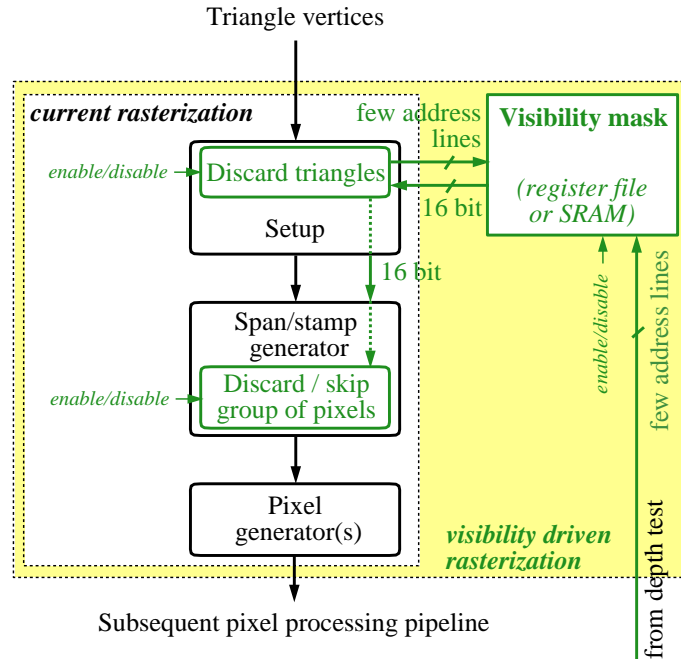 Triangle vertices
current rasterization
few address
lines
Visibility mask
enable/disable
Discard triangles
16 bit
(register file
or SRAM)
Setup
16 bit
Span/stamp
generator
enable/disable
few address lines
enable/disable
Discard / skip
group of pixels
Pixel
generator(s)
visibility driven
rasterization
from depth test
Subsequent pixel processing pipeline